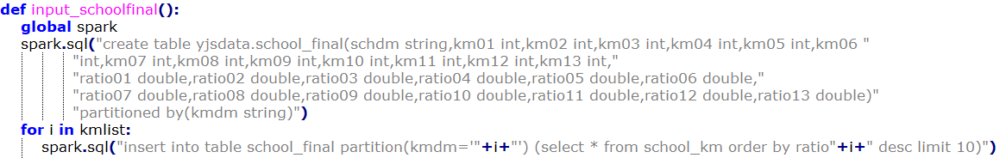 def input_schoolfinal():
global spark
spark.sql("create table yjsdata.school_final(schdm string,km01 int,km02 int,km03 int,km04 int,km05 int,km06 "
"int,km07 int,km08 int,km09 int,km10 int,km11 int,km12 int,km13 int,"
"ratio01 double,ratio02 double,ratio03 double,ratio04 double,ratio05 double,ratio06 double,"
"ratio07 double,ratio08 double,ratio09 double,ratio10 double,ratio11 double,ratio12 double,ratio13 double)"
"partitioned by(kmdm string)")
for i in kmlist:
spark.sql("insert into table school_final partition(kmdm='"+i+"') (select * from school_km order by ratio"+i+" desc limit 10)")